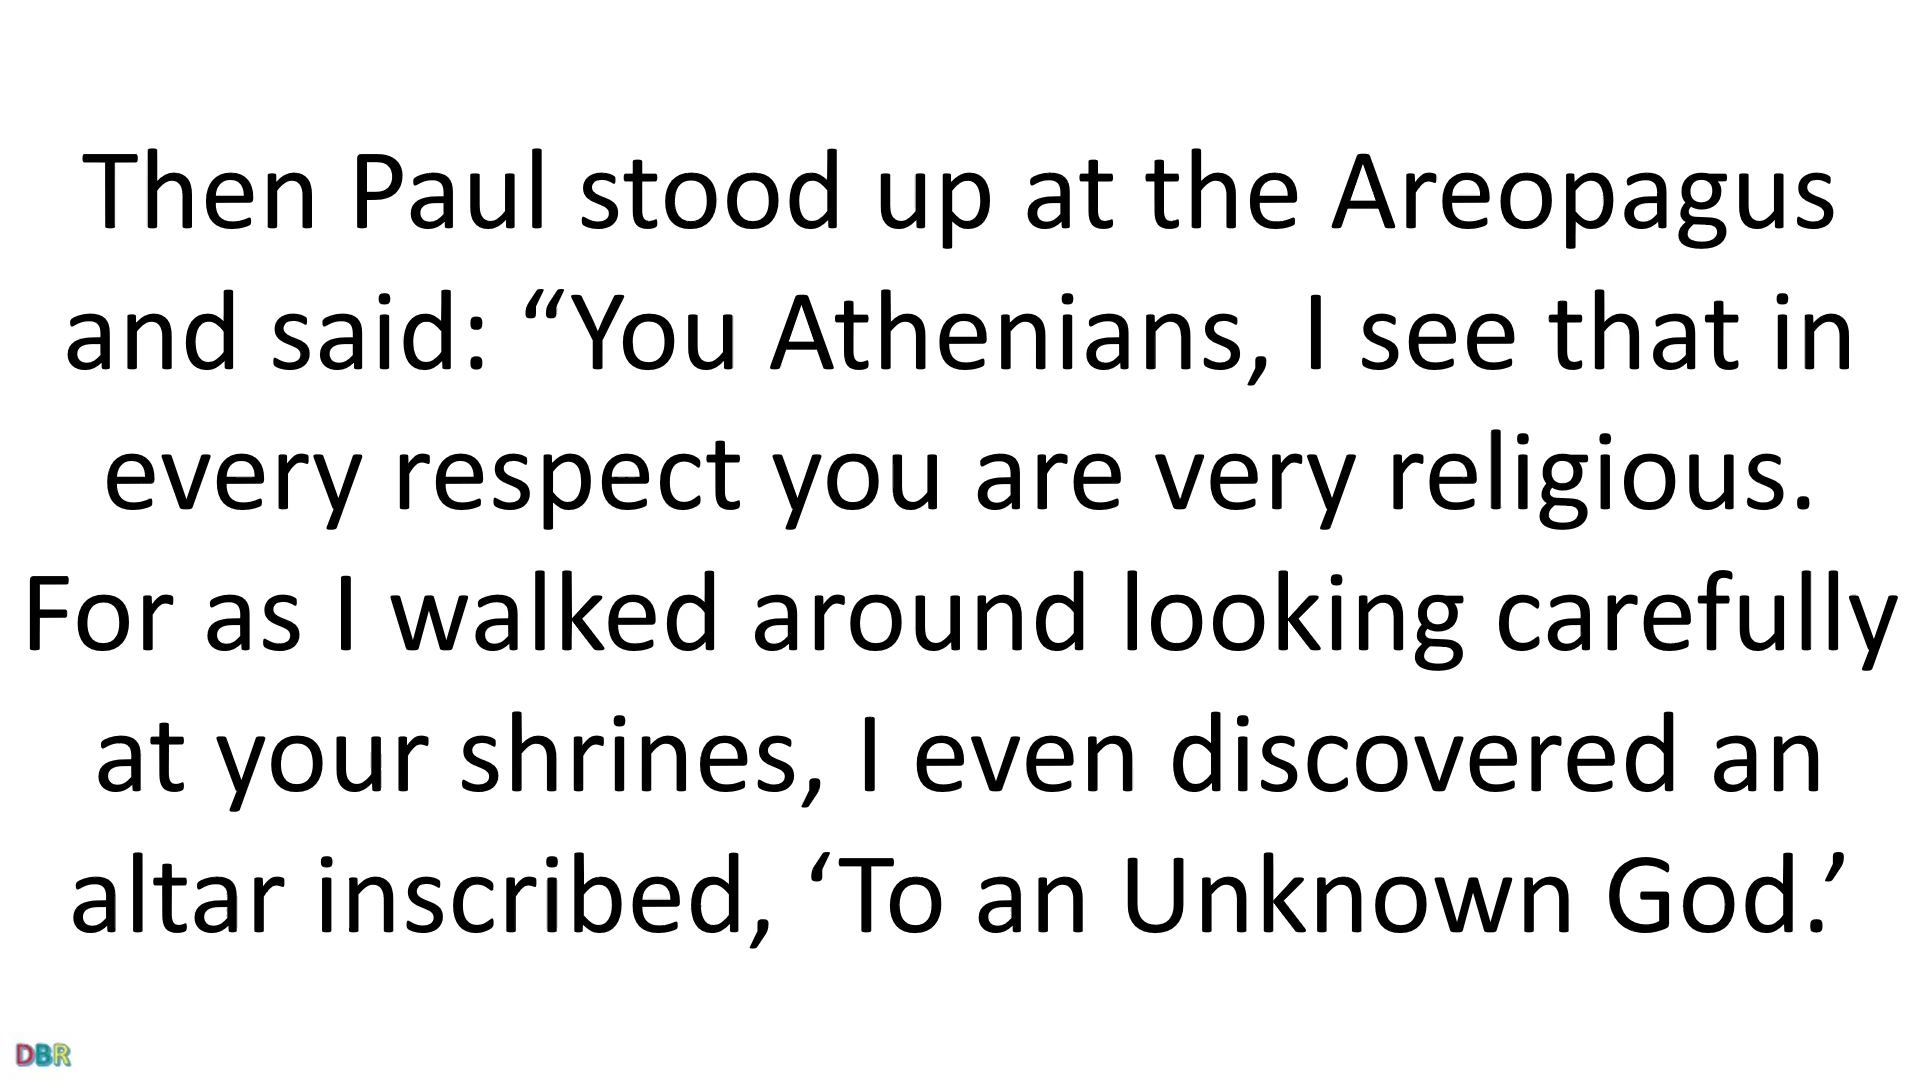 Then Paul stood up at the Areopagus
and said: “You Athenians, I see that in
every respect you are very religious.
For as I walked around looking carefully
at your shrines, I even discovered an
altar inscribed, ‘To an Unknown God.’
DBR